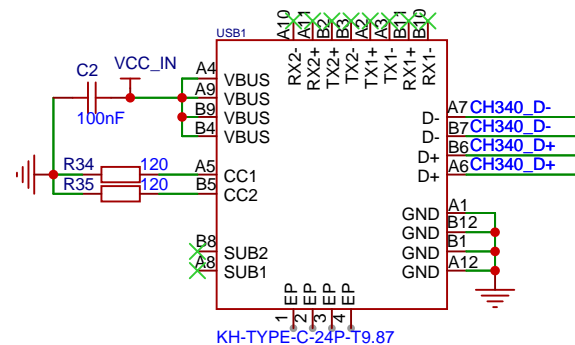 A10 A11 B2 B3 A2 A3 B11 B10
USB1
RX2- RX2+ TX2+ TX2- TX1+ TX1- RX1+ RX1-
C2
VCC_IN
100nF
A4 VBUS
A9 VBUS
B9 VBUS
B4 VBUS
D- A7 CH340_D-
D- B7 CH340_D-
D+ B6 CH340_D+
D+ A6 CH340_D+
R34 120 A5 CC1
R35 120 B5 CC2
GND A1
GND B12
GND B1
GND A12
B8 SUB2
A8 SUB1
EP EP EP EP
1 2 3 4
KH-TYPE-C-24P-T9.87